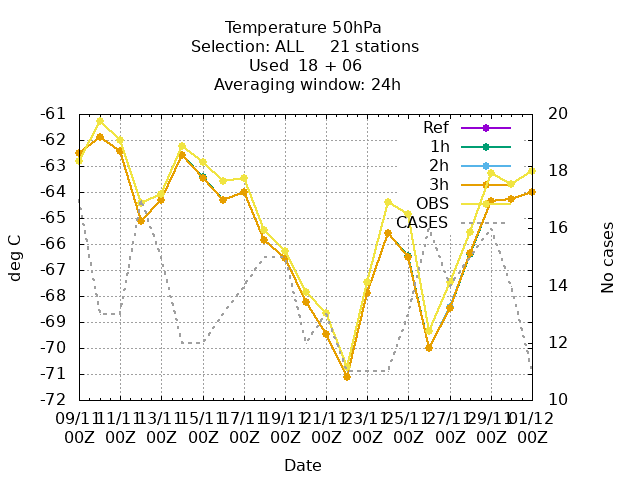 Temperature 50hPa
Selection: ALL 21 stations
Used 18 + 06
Averaging window: 24h
-61
-62
-63
-64
-65
-66
-67
-68
-69
-70
-71
-72
deg C
20
18
16
14
12
10
No cases
Ref
1h
2h
3h
OBS
CASES
09/11 11/11 13/11 15/11 17/11 19/11 21/11 23/11 25/11 27/11 29/11 01/12
00Z 00Z 00Z 00Z 00Z 00Z 00Z 00Z 00Z 00Z 00Z 00Z
Date